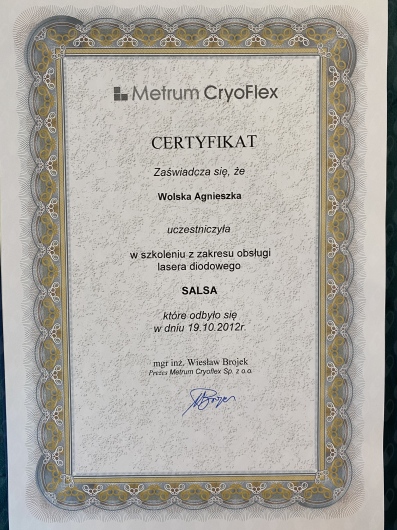 Metrum CryoFlex
CERTYFIKAT
Zaświadcza się, że
Wolska Agnieszka
uczestniczyła
w szkoleniu z zakresu obsługi
lasera diodowego
SALSA
które odbyło się
w dniu 19.10.2012r.
mgr inż. Wiesław Brojek
Prezes Metrum Cryoflex Sp. z o.o.